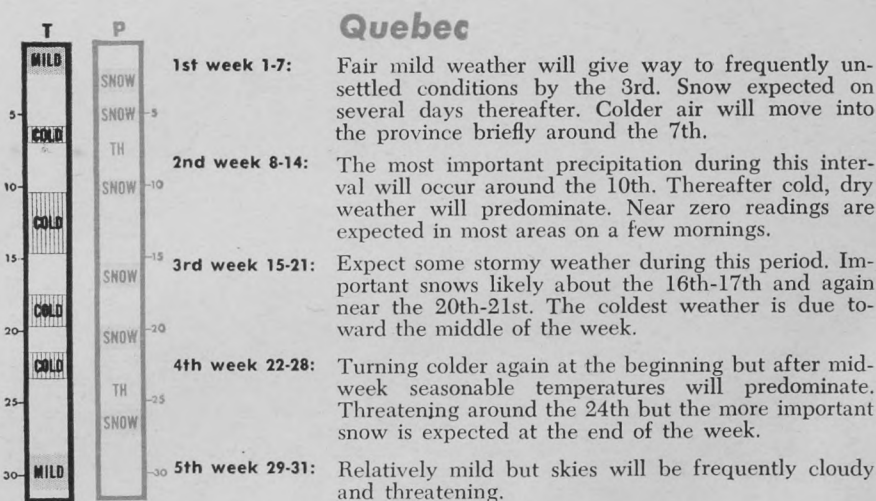 Quebec
T
P
MILD
SNOW
5
SNOW
5
COLD
TH
10
SNOW
10
COLD
15
15
SNOW
COLD
20
SNOW
20
COLD
TH
25
25
SNOW
30
MILD
30
1st week 1-7: Fair mild weather will give way to frequently un-
settled conditions by the 3rd. Snow expected on
several days thereafter. Colder air will move into
the province briefly around the 7th.
2nd week 8-14: The most important precipitation during this inter-
val will occur around the 10th. Thereafter cold, dry
weather will predominate. Near zero readings are
expected in most areas on a few mornings.
3rd week 15-21: Expect some stormy weather during this period. Im-
portant snows likely about the 16th-17th and again
near the 20th-21st. The coldest weather is due to-
ward the middle of the week.
4th week 22-28: Turning colder again at the beginning but after mid-
week seasonable temperatures will predominate.
Threatening around the 24th but the more important
snow is expected at the end of the week.
5th week 29-31: Relatively mild but skies will be frequently cloudy
and threatening.